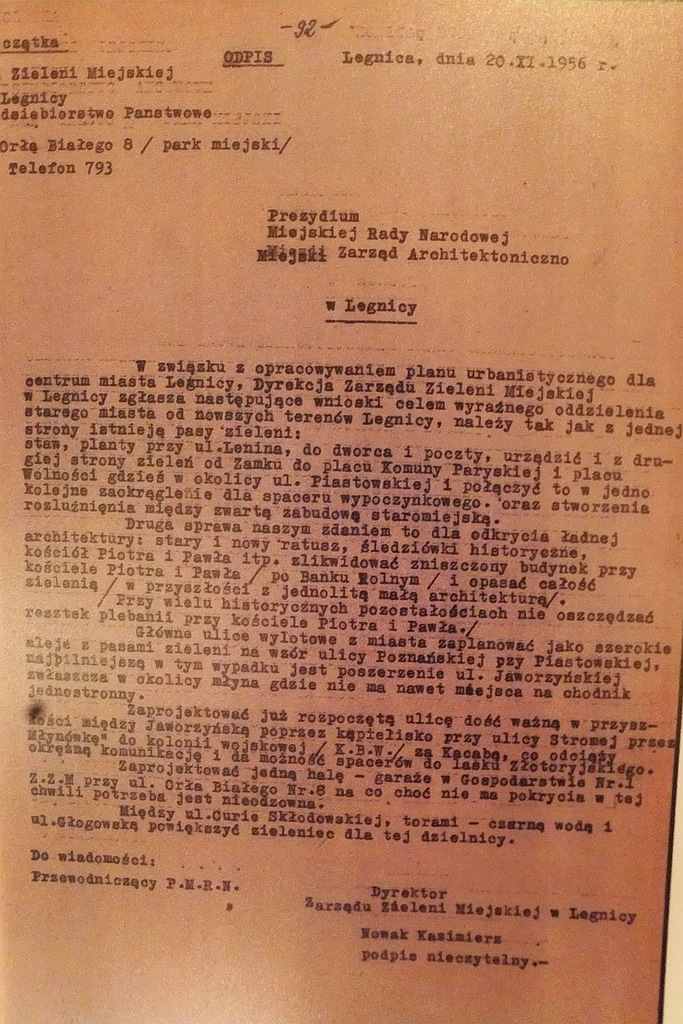 -92-
czątka
ODPIS
Legnica, dnia 20.XI.1956 r.
Zieleni Miejskiej
Legnicy
dsiębiorstwo Panstwowe
Orłą Białego 8 / park miejski/
Telefon 793
Prezydium
Miejskiej Rady Narodowej
Miejski Zarząd Architektoniczno
w Legnicy
W związku z opracowywaniem planu urbanistycznego dla
centrum miasta Legnicy, Dyrekcja Zarządu Zieleni Miejskiej
w Legnicy zgłasza następujące wnioski celem wyraźnego oddzielenia
starego miasta od nowszych terenów Legnicy, należy tak jak z jednej
strony istnieją pasy zieleni:
staw, planty przy ul.Lenina, do dworca i poczty, urządzić i z dru-
giej strony zieleń od Zamku do placu Komuny Paryskiej i placu
Wolności gdzieś w okolicy ul. Piastowskiej i połączyć to w jedno
kolejne zaokrąglenie dla spaceru wypoczynkowego. oraz stworzenia
rozluźnienia między zwartą zabudową staromiejską.
Druga sprawa naszym zdaniem to dla odkrycia ładnej
architektury: stary i nowy ratusz, śledziówki historyczne,
kościół Piotra i Pawła itp. zlikwidować zniszczony budynek przy
kościele Piotra i Pawła / po Banku Rolnym / i opasać całość
zielenią / w przyszłości z jednolitą małą architekturą/.
/Przy wielu historycznych pozostałościach nie oszczędzać
resztek plebanii przy kościele Piotra i Pawła./
Główne ulice wylotowe z miasta zaplanować jako szerokie
aleje z pasami zieleni na wzór ulicy Poznańskiej pzy Piastowskiej,
najpilniejszą w tym wypadku jest poszerzenie ul. Jaworzyńskiej
zwłaszcza w okolicy młyna gdzie nie ma nawet miejsca na chodnik
jednostronny.
Zaprojektować już rozpoczętą ulicę dość ważną w przysz-
łości między Jaworzyńską poprzez kąpielisko przy ulicy Stromej przez
Młynówkę" do kolonii wojskowej / K.B.W./ za Kacabą, co odciąży
okrężną komunikację i da możność spacerów do lasku Złotoryjskiego.
Zaprojektować jedną halę - garaże w Gospodarstwie Nr.1
Z.Z.M przy ul. Orła Białego Nr.8 na co choć nie ma pokrycia w tej
chwili potrzeba jest nieodzowna.
Między ul.Curie Skłodowskiej, torami - czarną wodą i
ul.Głogowską powiększyć zieleniec dla tej dzielnicy.
Do wiadomości:
Przewodniczący P.M.R.N.
Dyrektor
Zarządu Zieleni Miejskiej w Legnicy
Nowak Kazimierz
podpis nieczytelny.-